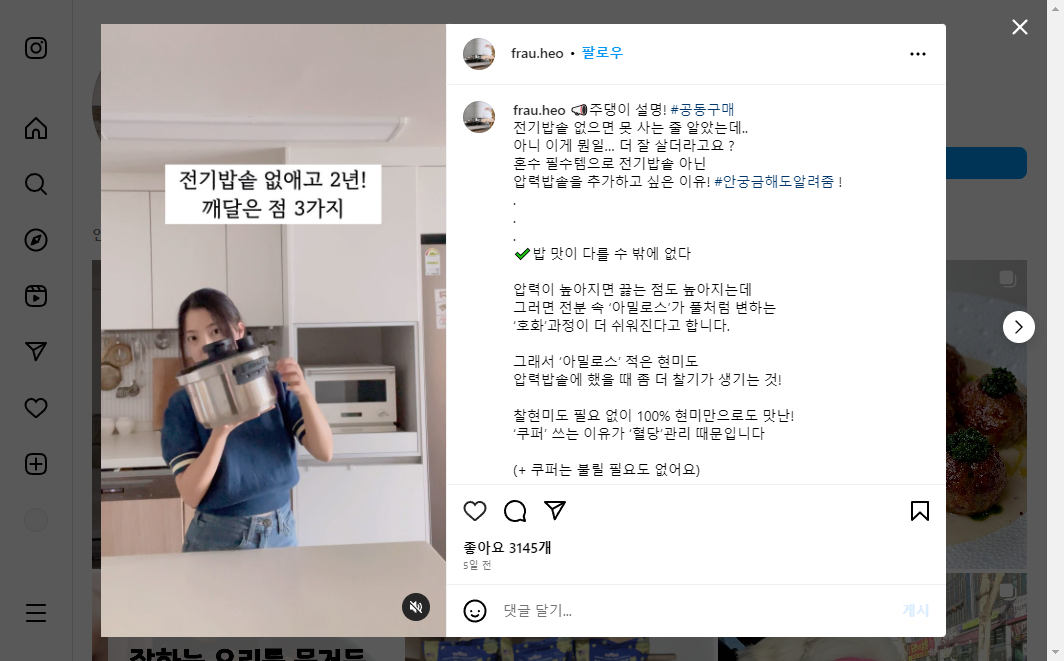 frau.heo • 팔로우
전기밥솥 없애고 2년!
깨달은 점 3가지
frau.heo 📢주댕이 설명! #공동구매
전기밥솥 없으면 못 사는 줄 알았는데..
아니 이게 뭔일... 더 잘 살더라고요 ?
혼수 필수템으로 전기밥솥 아닌
압력밥솥을 추가하고 싶은 이유! #안궁금해도알려줌 !
.
.
.
✔밥 맛이 다를 수 밖에 없다
압력이 높아지면 끓는 점도 높아지는데
그러면 전분 속 ‘아밀로스’가 풀처럼 변하는
‘호화’과정이 더 쉬워진다고 합니다.
그래서 ‘아밀로스’ 적은 현미도
압력밥솥에 했을 때 좀 더 찰기가 생기는 것!
찰현미도 필요 없이 100% 현미만으로도 맛난!
‘쿠퍼’ 쓰는 이유가 ‘혈당’관리 때문입니다
(+ 쿠퍼는 불릴 필요도 없어요)
좋아요 3145개
5일 전
댓글 달기...
게시